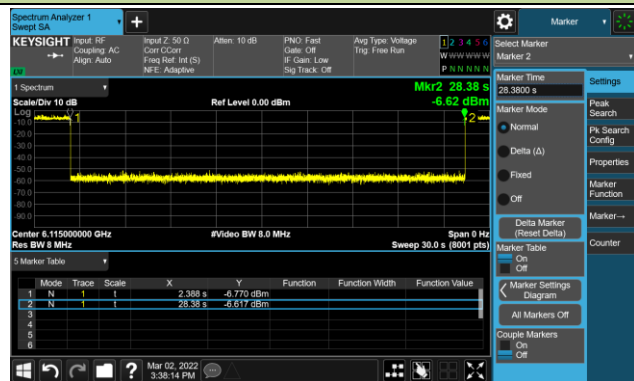 Spectrum Analyzer 1
Swept SA
+
Marker
KEYSIGHT
Input: RF
Coupling: AC
Align: Auto
Input Z: 50 Ω
Corr CCorr
Freq Ref: Int (S)
NFE: Adaptive
Atten: 10 dB
PNO: Fast
Gate: Off
IF Gain: Low
Sig Track: Off
Avg Type: Voltage
Trig: Free Run
1 2 3 4 5 6
W W W W W W
P N N N N N
LV
Select Marker
Marker 2
1 Spectrum
Mkr2 28.38 s
Scale/Div 10 dB
Ref Level 0.00 dBm
-6.62 dBm
Log
-10.0
-20.0
-30.0
-40.0
-50.0
-60.0
-70.0
-80.0
-90.0
1
2
Center 6.115000000 GHz
#Video BW 8.0 MHz
Span 0 Hz
Res BW 8 MHz
Sweep 30.0 s (8001 pts)
5 Marker Table
Mode Trace Scale X Y Function Function Width Function Value
1 N 1 t 2.388 s -6.770 dBm
2 N 1 t 28.38 s -6.617 dBm
3
4
5
6
Marker Time
28.3800 s
Marker Mode
Normal
Delta (Δ)
Fixed
Off
Delta Marker
(Reset Delta)
Marker Table
On
Off
Marker Settings
Diagram
All Markers Off
Couple Markers
On
Off
Settings
Peak
Search
Pk Search
Config
Properties
Marker
Function
Marker→
Counter
?
Mar 02, 2022
3:38:14 PM